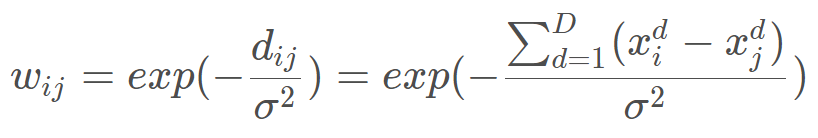 w_{ij} = exp(-\frac{d_{ij}}{\sigma^2}) = exp(-\frac{\sum_{d=1}^{D}(x_i^d - x_j^d)}{\sigma^2})